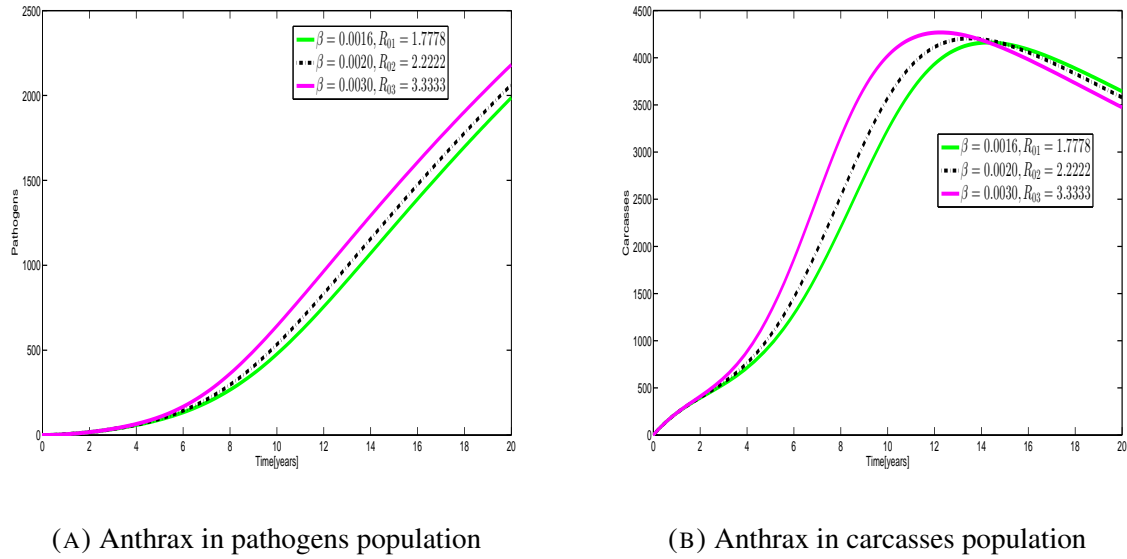 2500
2000
1500
1000
500
0
Pathogens
0 2 4 6 8 10 12 14 16 18 20
Time[years]
β = 0.0016, R01 = 1.7778
β = 0.0020, R02 = 2.2222
β = 0.0030, R03 = 3.3333
(A) Anthrax in pathogens population
4500
4000
3500
3000
2500
2000
1500
1000
500
0
Carcasses
0 2 4 6 8 10 12 14 16 18 20
Time[years]
β = 0.0016, R01 = 1.7778
β = 0.0020, R02 = 2.2222
β = 0.0030, R03 = 3.3333
(B) Anthrax in carcasses population